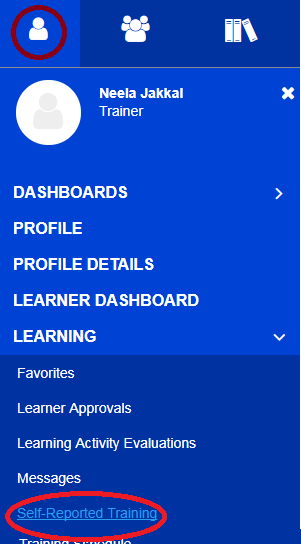 Neela Jakkal
Trainer
DASHBOARDS
PROFILE
PROFILE DETAILS
LEARNER DASHBOARD
LEARNING
Favorites
Learner Approvals
Learning Activity Evaluations
Messages
Self-Reported Training
Training Schedule